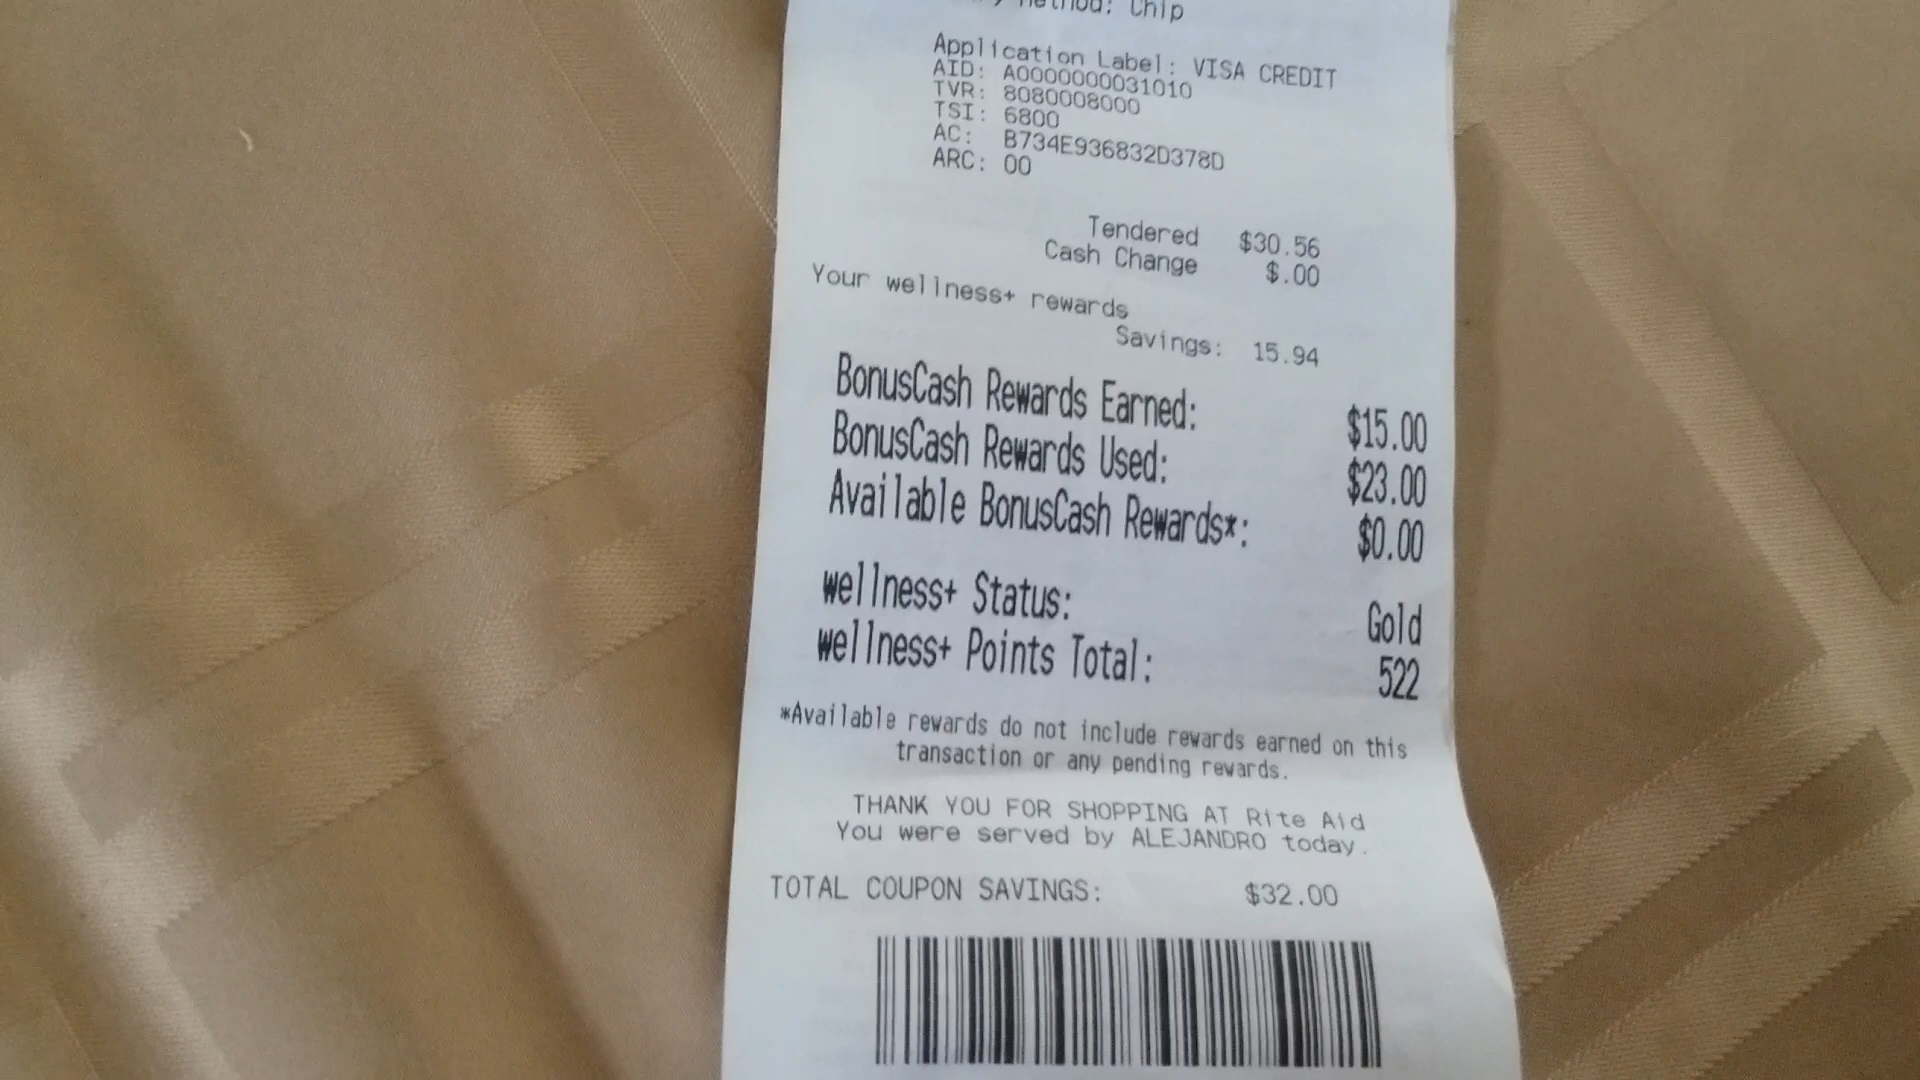 Method: Chip
Application Label: VISA CREDIT
AID: A0000000031010
TVR: 8080008000
TSI: 6800
AC: B734E936832D378D
ARC: 00
Tendered $30.56
Cash Change $.00
Your wellness+ rewards
Savings: 15.94
BonusCash Rewards Earned: $15.00
BonusCash Rewards Used: $23.00
Available BonusCash Rewards*: $0.00
wellness+ Status: Gold
wellness+ Points Total: 522
*Available rewards do not include rewards earned on this
transaction or any pending rewards.
THANK YOU FOR SHOPPING AT Rite Aid
You were served by ALEJANDRO today.
TOTAL COUPON SAVINGS: $32.00